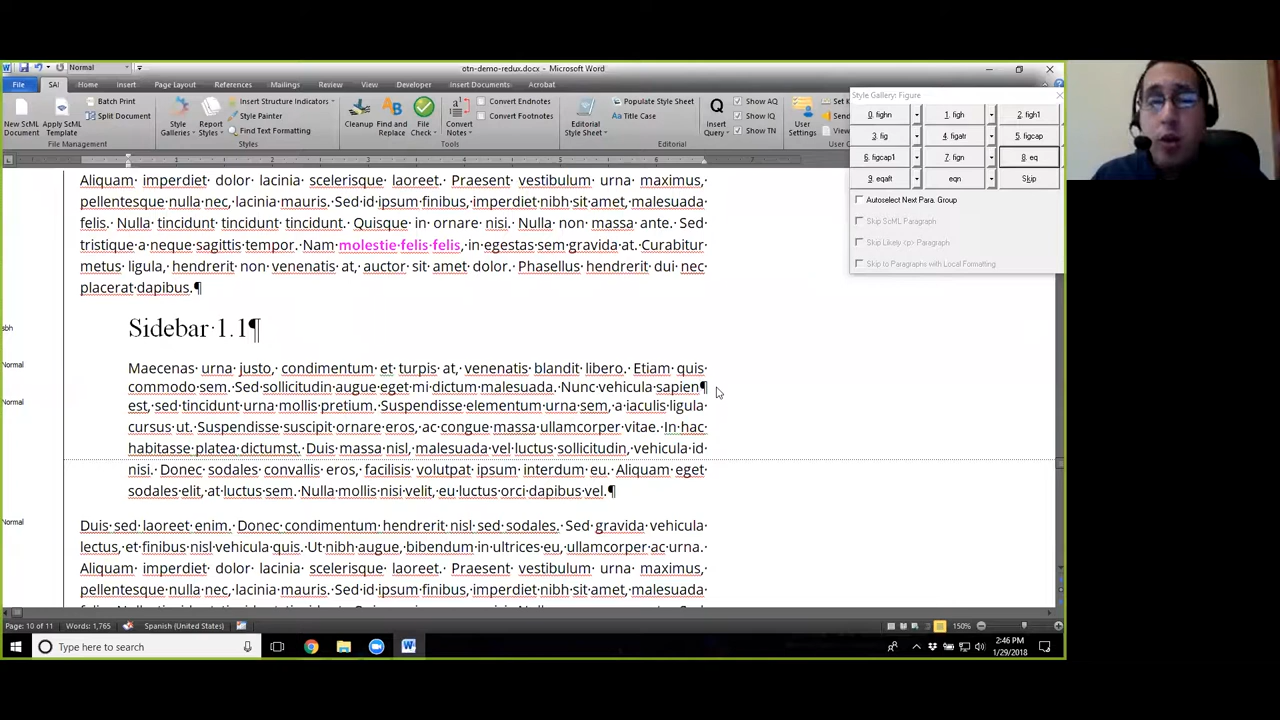 Normal
otn-demo-redux.docx - Microsoft Word
File SAI Home Insert Page Layout References Mailings Review View Developer Insert Documents Acrobat
New ScML Document
Apply ScML Template
Batch Print
Split Document
File Management
Style Galleries
Report Styles
Insert Structure Indicators
Style Painter
Find Text Formatting
Styles
Cleanup
Find and Replace
File Check
Convert Notes
Convert Endnotes
Convert Footnotes
Editorial Style Sheet
Populate Style Sheet
Title Case
Editorial
Insert Query
Show AQ
Show IQ
Show TN
User Settings
Set K
View
Style Gallery: Figure
0. fighn
1. figh
2. figh1
3. fig
4. figatr
5. figcap
6. figcap1
7. fign
8. eq
9. eqaft
eqn
Skip
Autoselect Next Para. Group
Skip ScML Paragraph
Skip Likely <p> Paragraph
Skip to Paragraphs with Local Formatting
Aliquam imperdiet dolor lacinia scelerisque laoreet. Praesent vestibulum urna maximus,
pellentesque nulla nec, lacinia mauris. Sed id ipsum finibus, imperdiet nibh sit amet, malesuada
felis. Nulla tincidunt tincidunt tincidunt. Quisque in ornare nisi. Nulla non massa ante. Sed
tristique a neque sagittis tempor. Nam molestie felis felis, in egestas sem gravida at. Curabitur
metus ligula, hendrerit non venenatis at, auctor sit amet dolor. Phasellus hendrerit dui nec
placerat dapibus.¶
sbh
Sidebar 1.1¶
Normal
Maecenas urna justo, condimentum et turpis at, venenatis blandit libero. Etiam quis
commodo sem. Sed sollicitudin augue eget mi dictum malesuada. Nunc vehicula sapien¶
Normal
est, sed tincidunt urna mollis pretium. Suspendisse elementum urna sem, a iaculis ligula
cursus ut. Suspendisse suscipit ornare eros, ac congue massa ullamcorper vitae. In hac
habitasse platea dictumst. Duis massa nisl, malesuada vel luctus sollicitudin, vehicula id
nisi. Donec sodales convallis eros, facilisis volutpat ipsum interdum eu. Aliquam eget
sodales elit, at luctus sem. Nulla mollis nisi velit, eu luctus orci dapibus vel.¶
Normal
Duis sed laoreet enim. Donec condimentum hendrerit nisl sed sodales. Sed gravida vehicula
lectus, et finibus nisl vehicula quis. Ut nibh augue, bibendum in ultrices eu, ullamcorper ac urna.
Aliquam imperdiet dolor lacinia scelerisque laoreet. Praesent vestibulum urna maximus,
pellentesque nulla nec, lacinia mauris. Sed id ipsum finibus, imperdiet nibh sit amet, malesuada
Page: 10 of 11 Words: 1,765 Spanish (United States) 150%
Type here to search
2:46 PM
1/29/2018